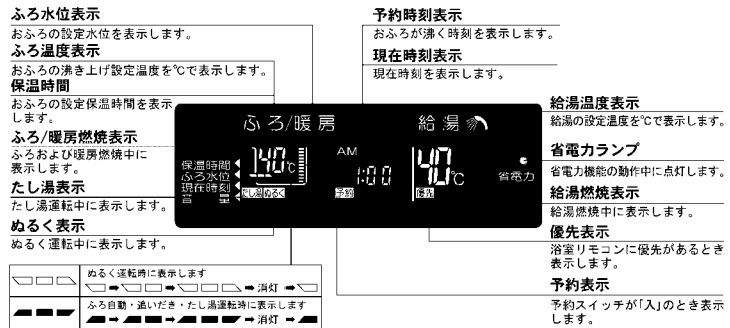 ふろ水位表示
おふろの設定水位を表示します。
ふろ温度表示
おふろの沸き上げ設定温度を℃で表示します。
保温時間
おふろの設定保温時間を表示
します。
ふろ/暖房燃焼表示
ふろおよび暖房燃焼中に
表示します。
たし湯表示
たし湯運転中に表示します。
ぬるく表示
ぬるく運転中に表示します。
予約時刻表示
おふろが沸く時刻を表示します。
現在時刻表示
現在時刻を表示します。
ふろ/暖房
給湯
保温時間
ふろ水位
現在時刻
音量
40℃
たし湯ぬるく
AM
1:00
予約
40℃
優先
省電力
給湯温度表示
給湯の設定温度を℃で表示します。
省電力ランプ
省電力機能の動作中に点灯します。
給湯燃焼表示
給湯燃焼中に表示します。
優先表示
浴室リモコンに優先があるとき
表示します。
予約表示
予約スイッチが「入」のとき表示
します。
ぬるく運転時に表示します
消灯
ふろ自動・追いだき・たし湯運転時に表示します
消灯